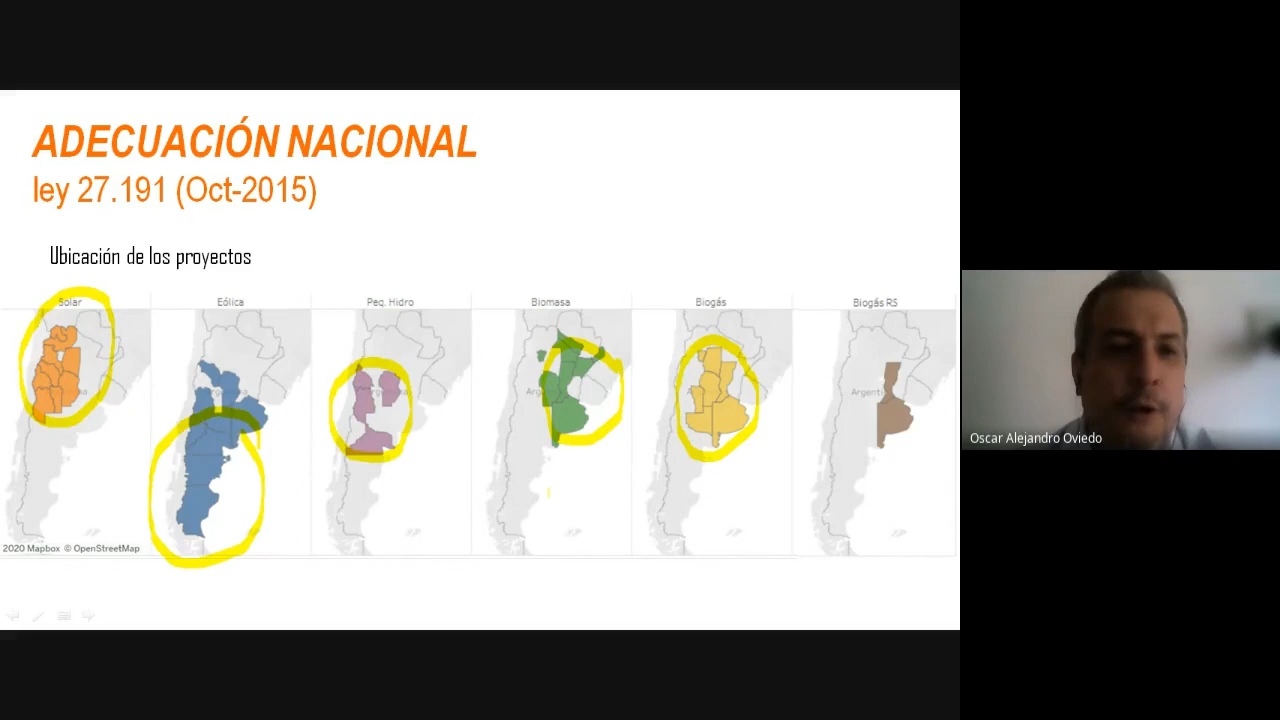 ADECUACIÓN NACIONAL
ley 27.191 (Oct-2015)
Ubicación de los proyectos
Solar
Eólica
Peq. Hidro
Biomasa
Biogás
Biogás RS
2020 Mapbox © OpenStreetMap
Oscar Alejandro Oviedo